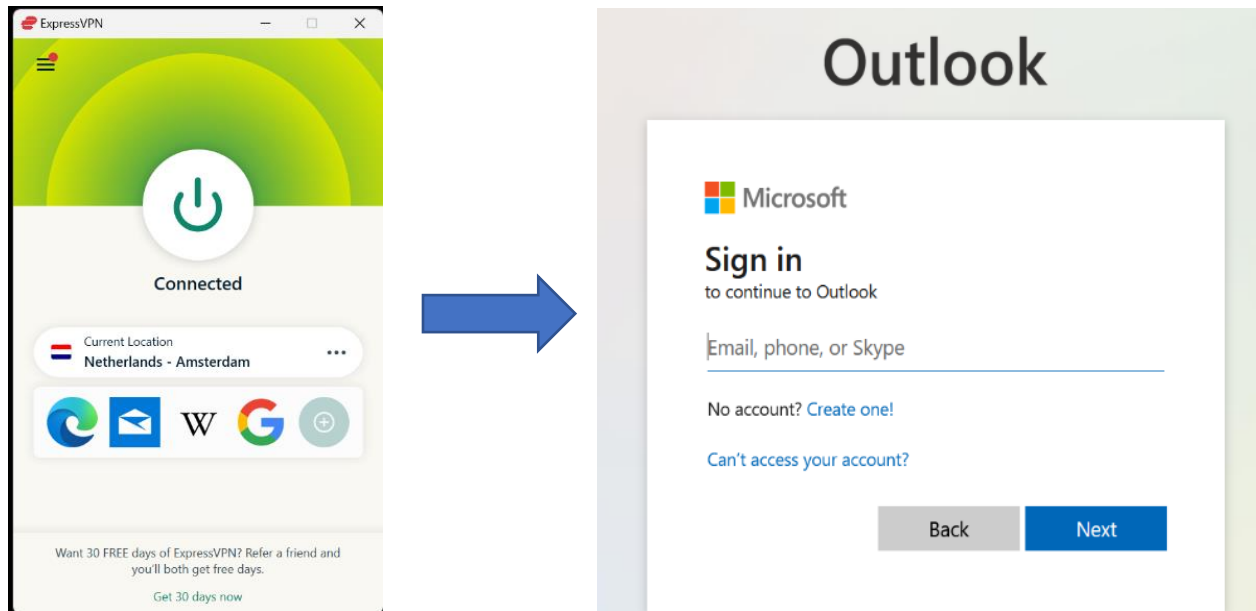 ExpressVPN
Connected
Current Location
Netherlands - Amsterdam
W
G
Want 30 FREE days of ExpressVPN? Refer a friend and
you'll both get free days.
Get 30 days now
Outlook
Microsoft
Sign in
to continue to Outlook
Email, phone, or Skype
No account? Create one!
Can't access your account?
Back
Next